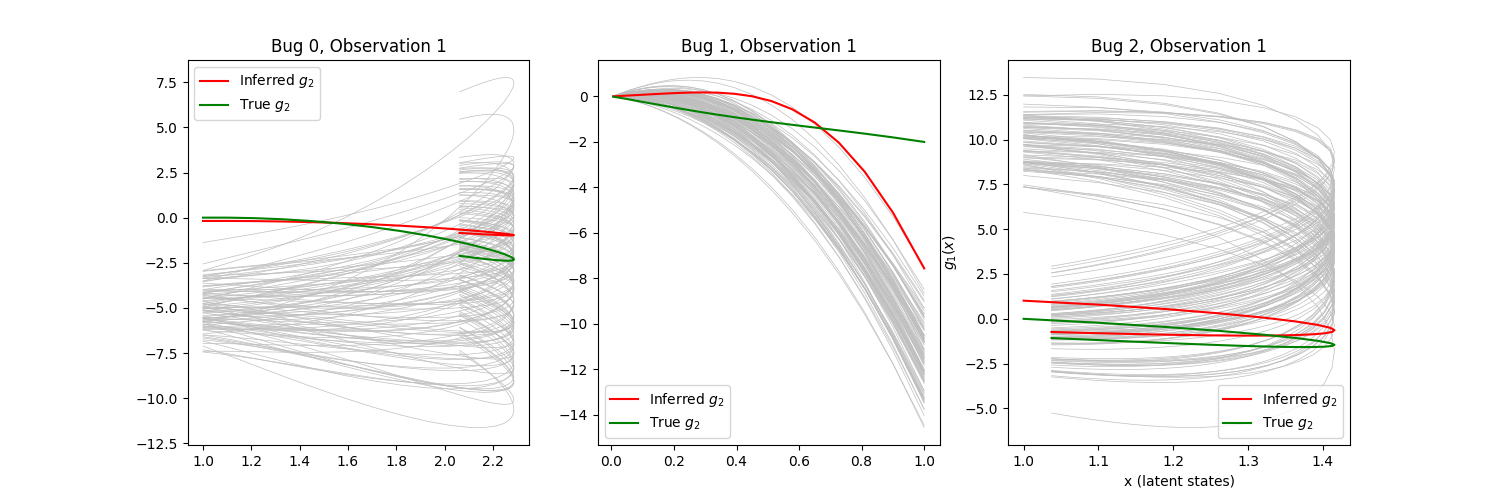 Bug 0, Observation 1
Inferred g₂
True g₂
7.5
5.0
2.5
0.0
−2.5
−5.0
−7.5
−10.0
−12.5
1.0 1.2 1.4 1.6 1.8 2.0 2.2
Bug 1, Observation 1
0
−2
−4
−6
−8
−10
−12
−14
Inferred g₂
True g₂
0.0 0.2 0.4 0.6 0.8 1.0
Bug 2, Observation 1
g₁(x)
12.5
10.0
7.5
5.0
2.5
0.0
−2.5
−5.0
Inferred g₂
True g₂
1.0 1.1 1.2 1.3 1.4
x (latent states)